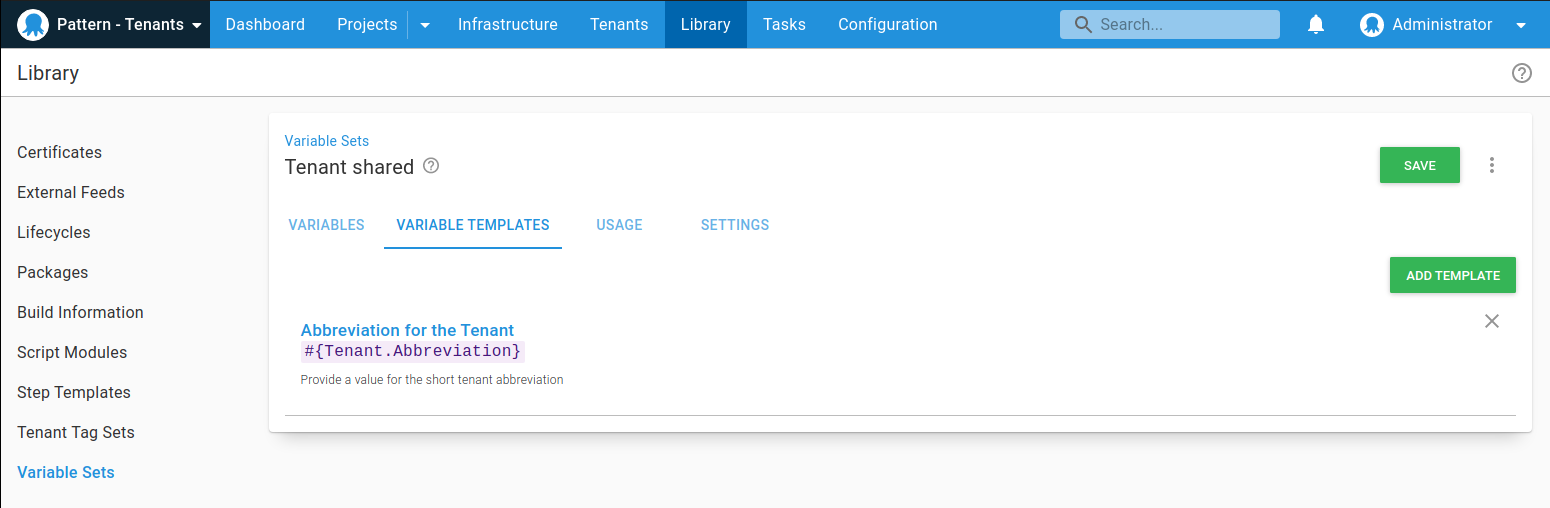 Pattern - Tenants Dashboard Projects Infrastructure Tenants Library Tasks Configuration Search... Administrator
Library
Certificates
External Feeds
Lifecycles
Packages
Build Information
Script Modules
Step Templates
Tenant Tag Sets
Variable Sets
Variable Sets
Tenant shared
SAVE
VARIABLES VARIABLE TEMPLATES USAGE SETTINGS
ADD TEMPLATE
Abbreviation for the Tenant
#{Tenant.Abbreviation}
Provide a value for the short tenant abbreviation